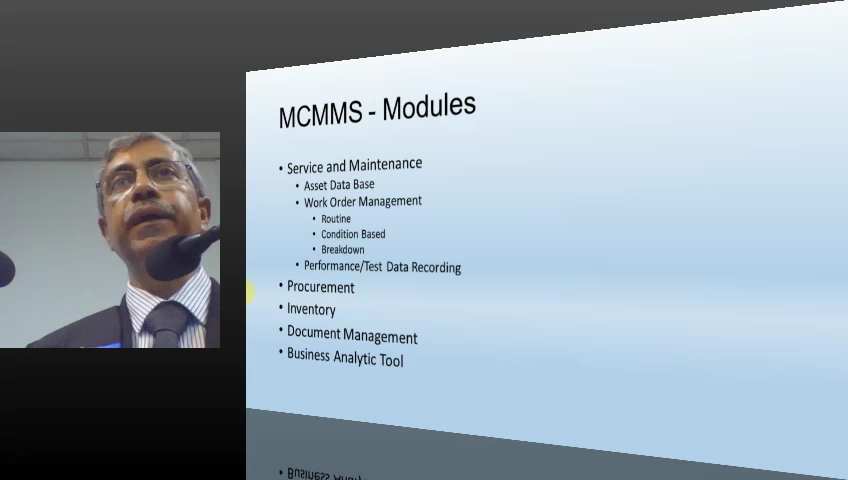 MCMMS - Modules
• Service and Maintenance
• Asset Data Base
• Work Order Management
• Routine
• Condition Based
• Breakdown
• Performance/Test Data Recording
• Procurement
• Inventory
• Document Management
• Business Analytic Tool